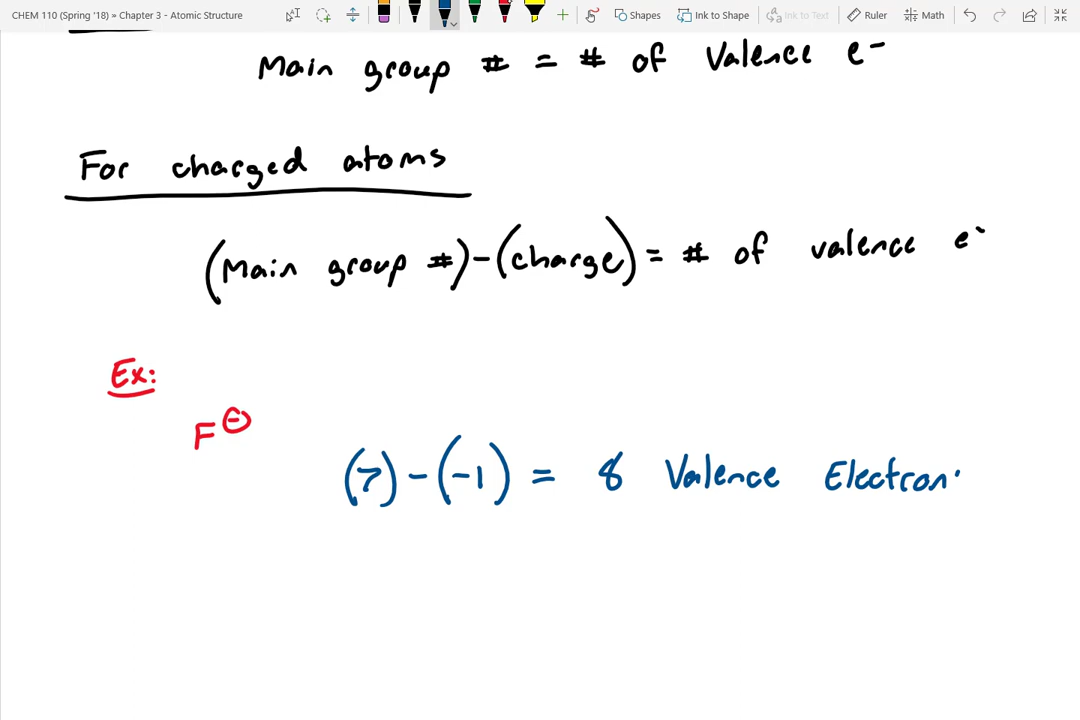 CHEM 110 (Spring '18) » Chapter 3 - Atomic Structure Shapes Ink to Shape Ink to Text Ruler Math
Main group # = # of Valence e-
For charged atoms
(Main group #)-(charge) = # of valence e-
Ex:
F⊖
(7)-(-1) = 8 Valence Electron